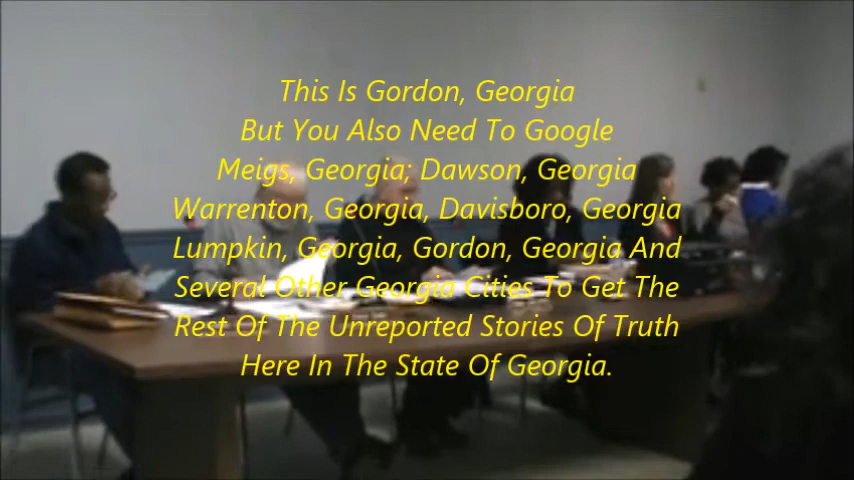 This Is Gordon, Georgia
But You Also Need To Google
Meigs, Georgia; Dawson, Georgia
Warrenton, Georgia, Davisboro, Georgia
Lumpkin, Georgia, Gordon, Georgia And
Several Other Georgia Cities To Get The
Rest Of The Unreported Stories Of Truth
Here In The State Of Georgia.